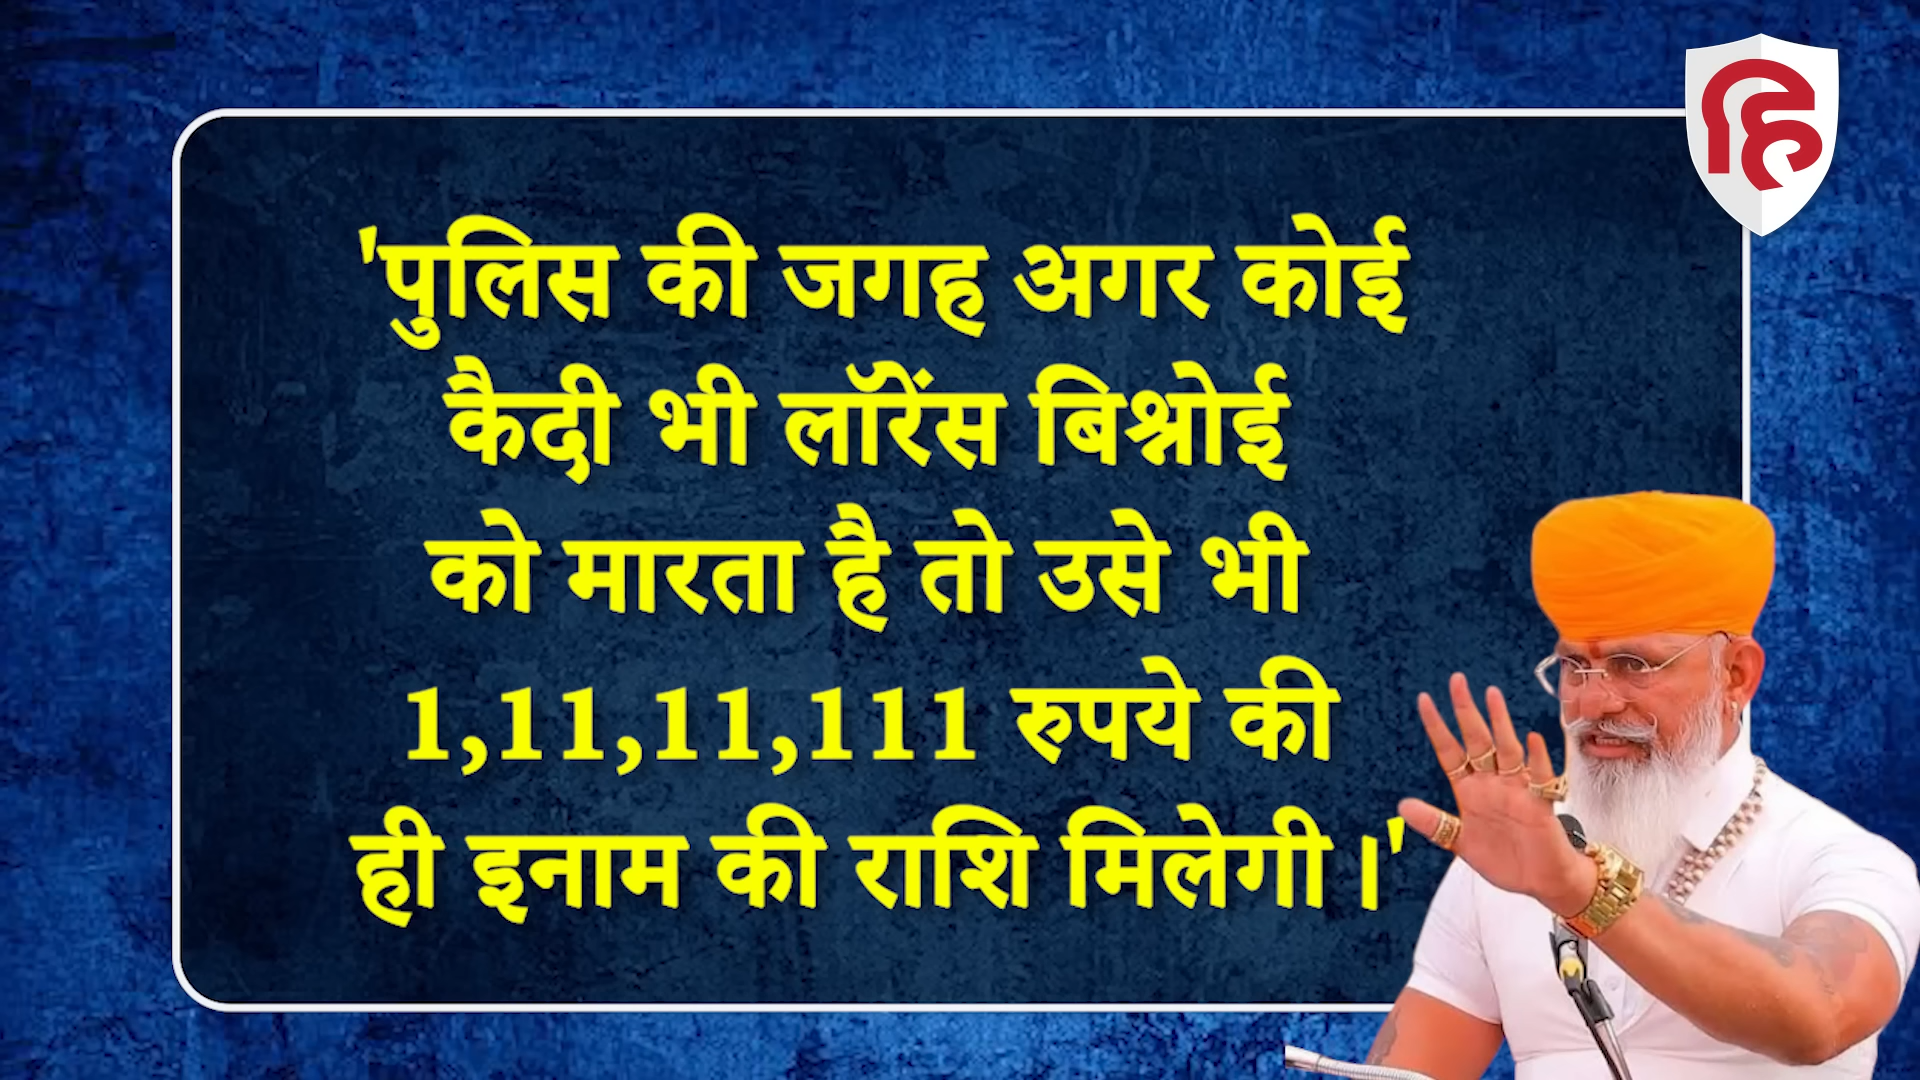 हि
'पुलिस की जगह अगर कोई
कैदी भी लॉरेंस बिश्नोई
को मारता है तो उसे भी
1,11,11,111 रुपये की
ही इनाम की राशि मिलेगी।'